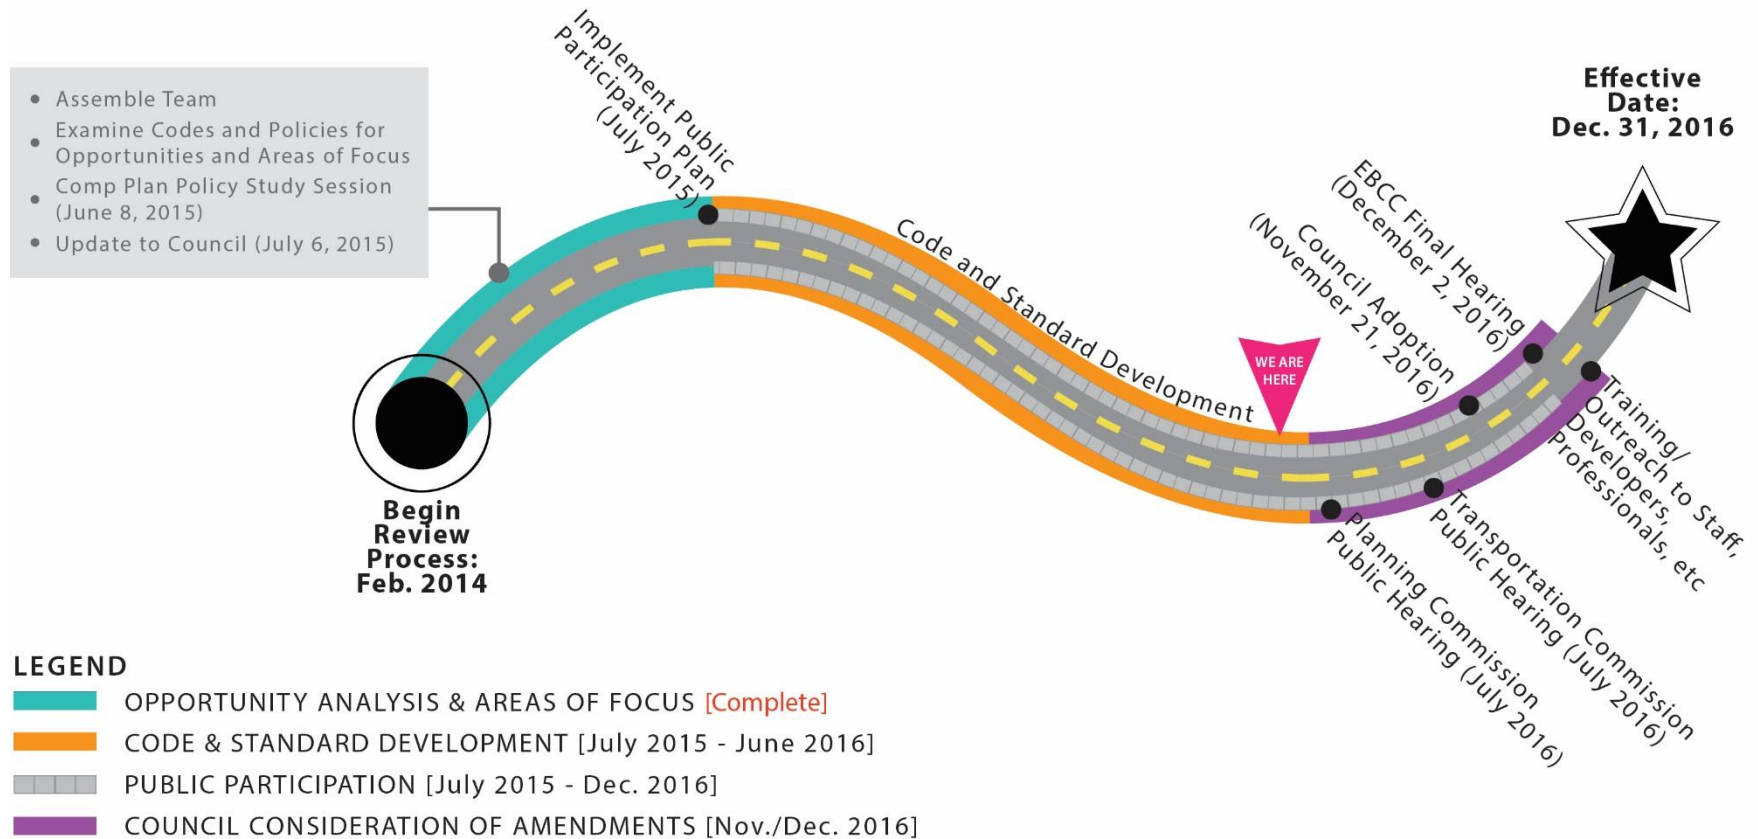 Assemble Team
Examine Codes and Policies for
Opportunities and Areas of Focus
Comp Plan Policy Study Session
(June 8, 2015)
Update to Council (July 6, 2015)
Implement Public
Participation Plan
(July 2015)
Begin
Review
Process:
Feb. 2014
Code and Standard Development
WE ARE
HERE
Planning Commission
Public Hearing (July 2016)
Transportation Commission
Public Hearing (July 2016)
Council Adoption
(November 21, 2016)
EBCC Final Hearing
(December 2, 2016)
Training/
Outreach to Staff,
Developers,
Professionals, etc
Effective
Date:
Dec. 31, 2016
LEGEND
OPPORTUNITY ANALYSIS & AREAS OF FOCUS [Complete]
CODE & STANDARD DEVELOPMENT [July 2015 - June 2016]
PUBLIC PARTICIPATION [July 2015 - Dec. 2016]
COUNCIL CONSIDERATION OF AMENDMENTS [Nov./Dec. 2016]